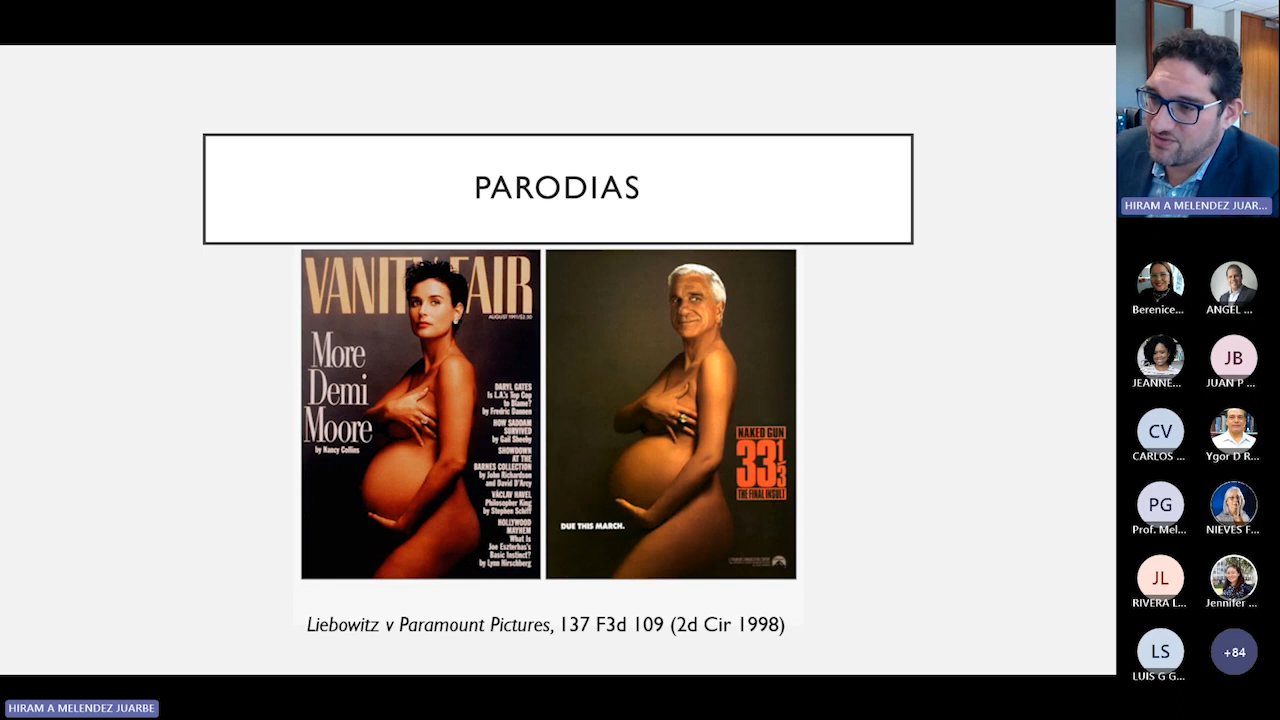 PARODIAS
VANITY FAIR
AUGUST 1991/$2.50
More
Demi
Moore
by Nancy Collins
DARYL GATES
Is L.A.'s Top Cop
to Blame?
by Fredric Dannen
HOW SADDAM
SURVIVED
by Gail Sheehy
SHOWDOWN
AT THE
BARNES COLLECTION
by John Richardson
and David D'Arcy
VÁCLAV HAVEL
Philosopher King
by Stephen Schiff
HOLLYWOOD
MAYHEM
What is
Joe Eszterhas's
Basic Instinct?
by Lynn Hirschberg
NAKED GUN
33 1/3
THE FINAL INSULT
DUE THIS MARCH.
Liebowitz v Paramount Pictures, 137 F3d 109 (2d Cir 1998)
HIRAM A MELENDEZ JUAR...
Berenice...
ANGEL ...
JEANNE...
JB
JUAN P ...
CV
CARLOS ...
Ygor D R...
PG
Prof. Mel...
NIEVES F...
JL
RIVERA L...
Jennifer ...
LS
LUIS G G...
+84
HIRAM A MELENDEZ JUARBE